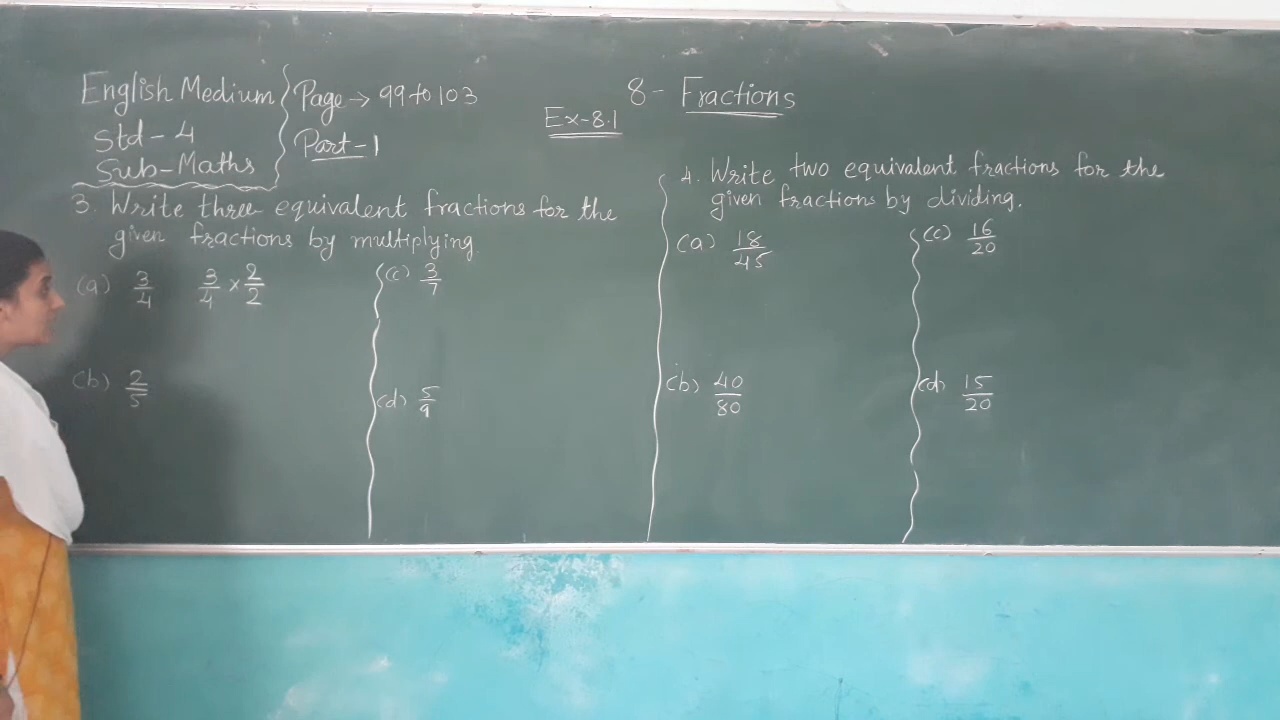 English Medium
Std-4
Sub-Maths
Page → 99 to 103
Part-1
8- Fractions
Ex-8.1
3. Write three equivalent fractions for the
given fractions by multiplying.
(a) 3/4 3/4 × 2/2
(b) 2/5
(c) 3/7
(d) 5/9
4. Write two equivalent fractions for the
given fractions by dividing.
(a) 18/45
(b) 40/80
(c) 16/20
(d) 15/20